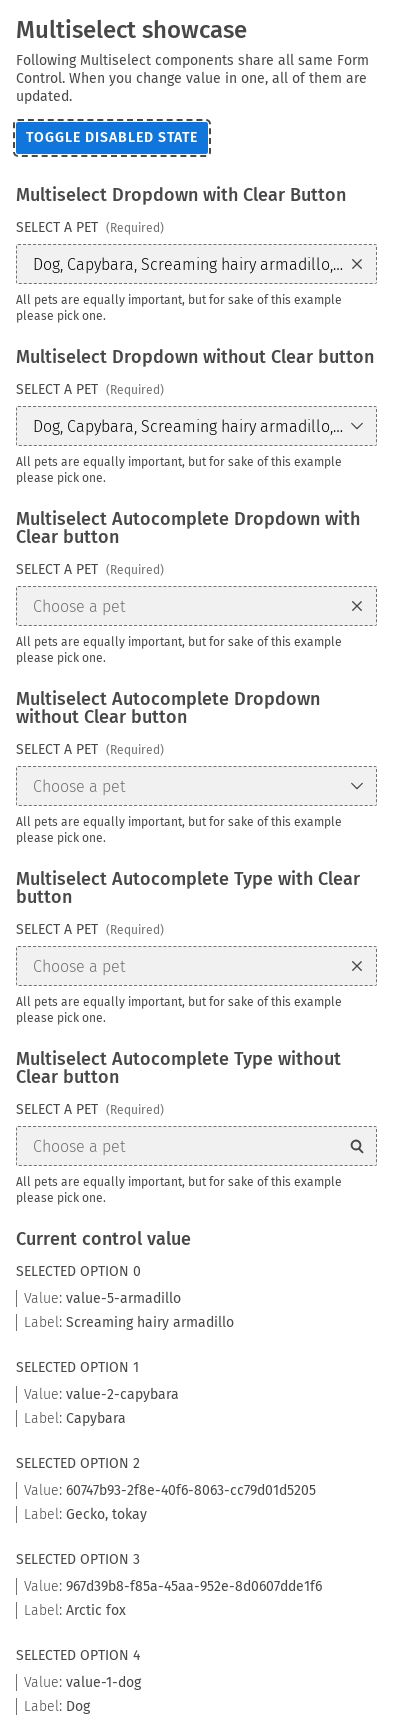 Multiselect showcase
Following Multiselect components share all same Form
Control. When you change value in one, all of them are
updated.
TOGGLE DISABLED STATE
Multiselect Dropdown with Clear Button
SELECT A PET (Required)
Dog, Capybara, Screaming hairy armadillo,...
All pets are equally important, but for sake of this example
please pick one.
Multiselect Dropdown without Clear button
SELECT A PET (Required)
Dog, Capybara, Screaming hairy armadillo,...
All pets are equally important, but for sake of this example
please pick one.
Multiselect Autocomplete Dropdown with
Clear button
SELECT A PET (Required)
Choose a pet
All pets are equally important, but for sake of this example
please pick one.
Multiselect Autocomplete Dropdown
without Clear button
SELECT A PET (Required)
Choose a pet
All pets are equally important, but for sake of this example
please pick one.
Multiselect Autocomplete Type with Clear
button
SELECT A PET (Required)
Choose a pet
All pets are equally important, but for sake of this example
please pick one.
Multiselect Autocomplete Type without
Clear button
SELECT A PET (Required)
Choose a pet
All pets are equally important, but for sake of this example
please pick one.
Current control value
SELECTED OPTION 0
Value: value-5-armadillo
Label: Screaming hairy armadillo
SELECTED OPTION 1
Value: value-2-capybara
Label: Capybara
SELECTED OPTION 2
Value: 60747b93-2f8e-40f6-8063-cc79d01d5205
Label: Gecko, tokay
SELECTED OPTION 3
Value: 967d39b8-f85a-45aa-952e-8d0607dde1f6
Label: Arctic fox
SELECTED OPTION 4
Value: value-1-dog
Label: Dog